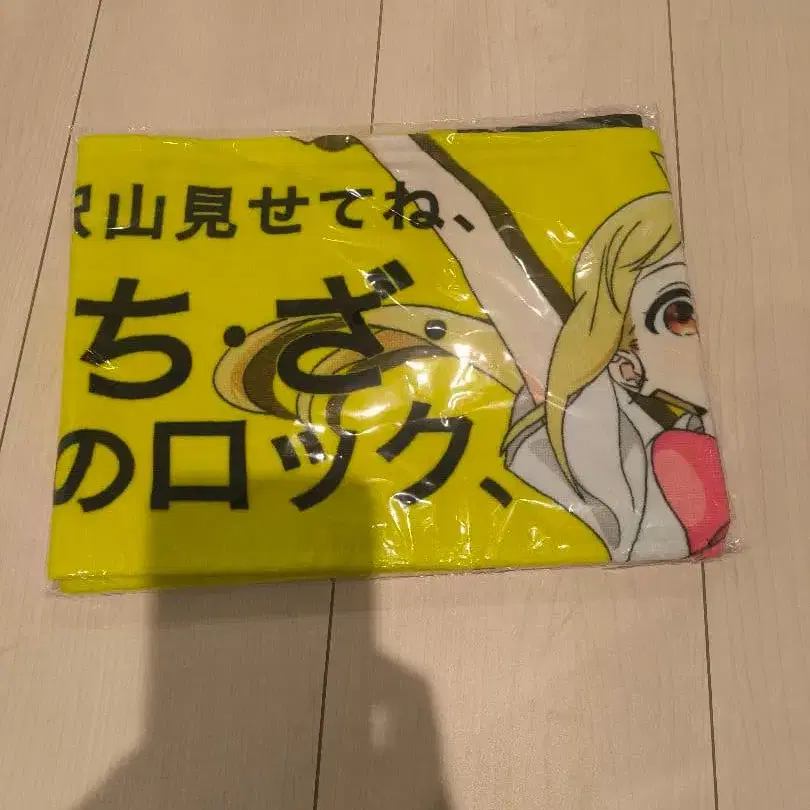 山見せてね、
ち・ざ・
のロック、